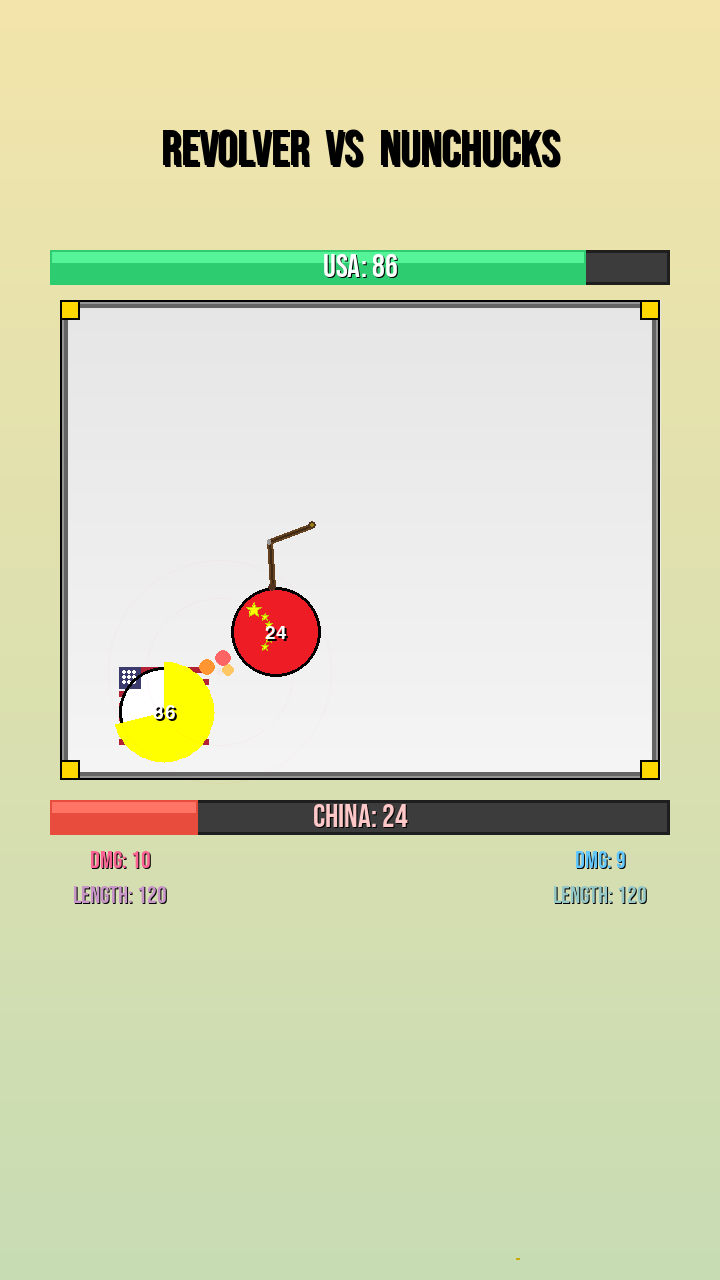 REVOLVER VS NUNCHUCKS
USA: 86
24
86
CHINA: 24
DMG: 10
DMG: 9
LENGTH: 120
LENGTH: 120